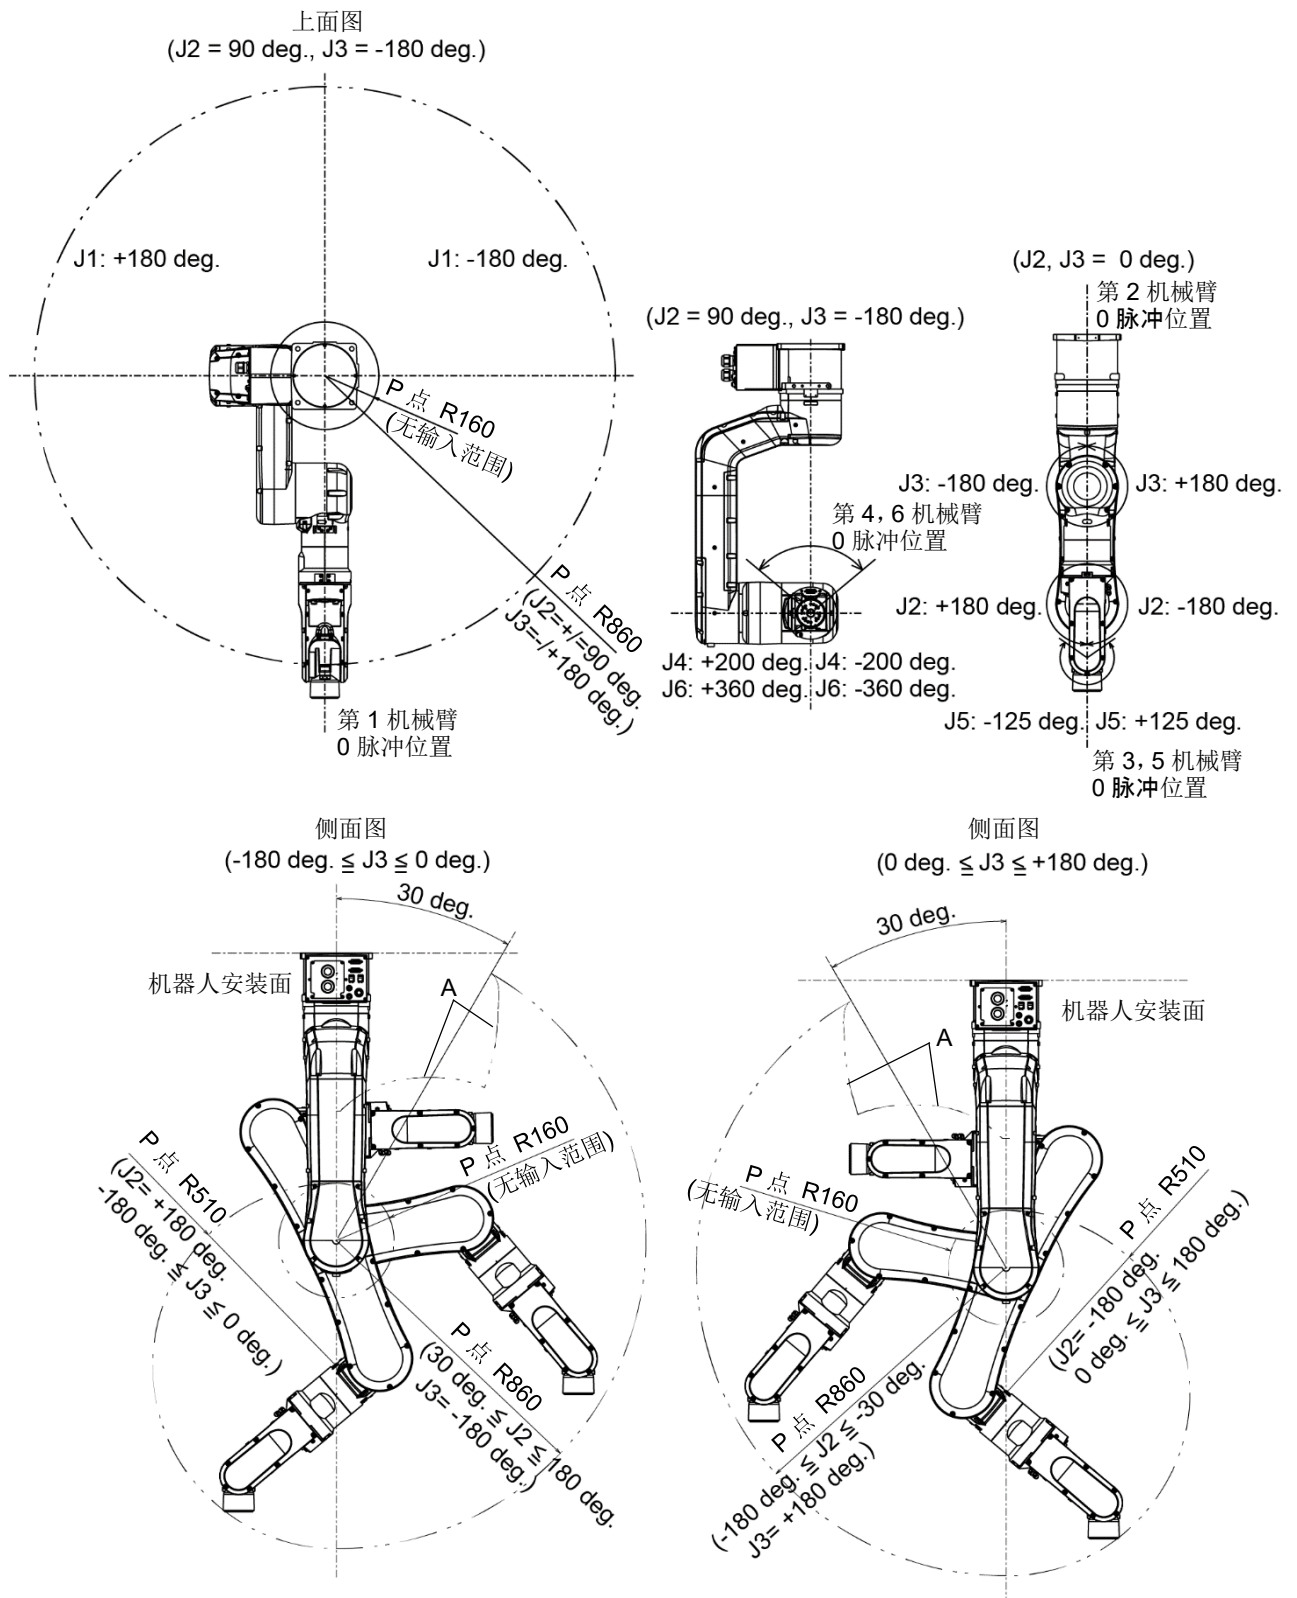 上面图
(J2 = 90 deg., J3 = -180 deg.)
J1: +180 deg.
J1: -180 deg.
P 点 R160
(无输入范围)
P 点 R860
(J2=+/=90 deg.
J3=-/+180 deg.)
第 1 机械臂
0 脉冲位置
(J2 = 90 deg., J3 = -180 deg.)
第 4, 6 机械臂
0 脉冲位置
J4: +200 deg. J4: -200 deg.
J6: +360 deg. J6: -360 deg.
(J2, J3 = 0 deg.)
第 2 机械臂
0 脉冲位置
J3: -180 deg.
J3: +180 deg.
J2: +180 deg.
J2: -180 deg.
J5: -125 deg.
J5: +125 deg.
第 3, 5 机械臂
0 脉冲位置
侧面图
(-180 deg. ≦ J3 ≦ 0 deg.)
30 deg.
机器人安装面
A
P 点 R160
(无输入范围)
P 点 R510
(J2= +180 deg.
-180 deg. ≦ J3 ≦ 0 deg.)
P 点 R860
(30 deg. ≦ J2 ≦ 180 deg.
J3= -180 deg.)
侧面图
(0 deg. ≦ J3 ≦ +180 deg.)
30 deg.
机器人安装面
A
P 点 R160
(无输入范围)
P 点 R510
(J2= -180 deg.
0 deg. ≦ J3 ≦ 180 deg.)
P 点 R860
(-180 deg. ≦ J2 ≦ -30 deg.
J3= +180 deg.)